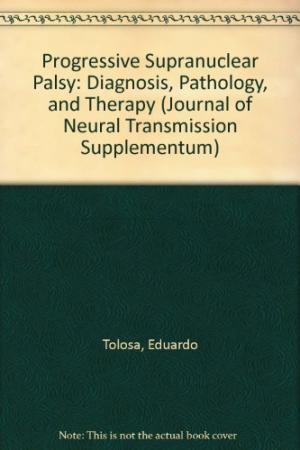 Progressive Supranuclear
Palsy: Diagnosis, Pathology,
and Therapy (Journal of
Neural Transmission
Supplementum)
Tolosa, Eduardo
Note: This is not the actual book cover